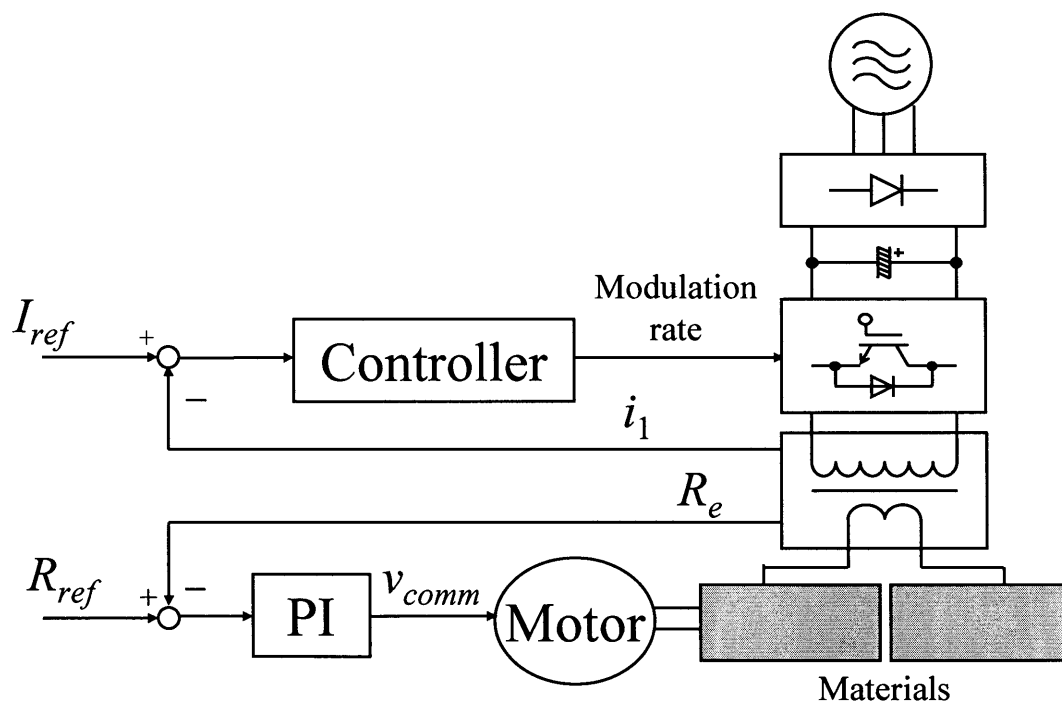 Modulation
rate
I_ref
+
Controller
−
i_1
R_e
R_ref
+
−
PI
v_comm
Motor
Materials
+